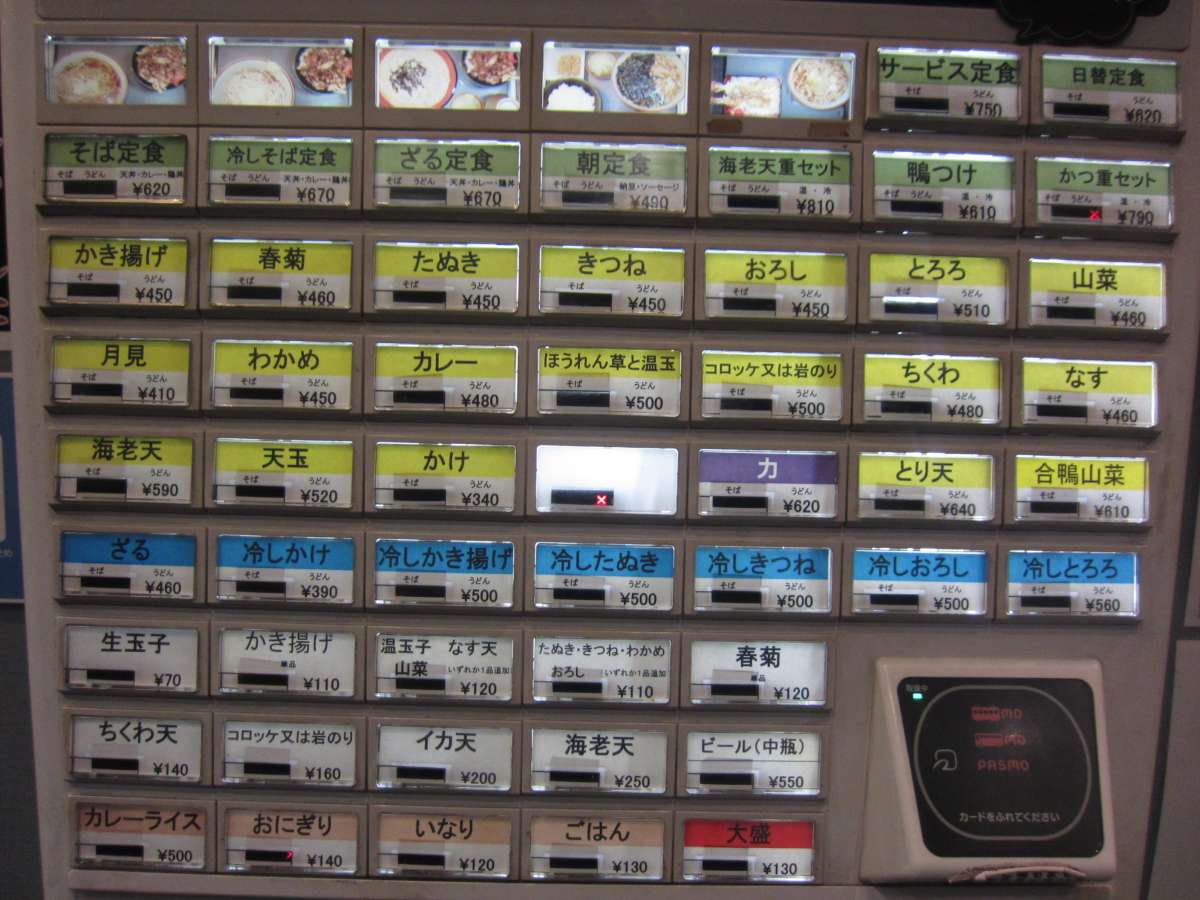 サービス定食
そば うどん
¥750
日替定食
そば うどん
¥620
そば定食
そば うどん 天丼・カレー・鶏丼
¥620
冷しそば定食
そば うどん 天丼・カレー・鶏丼
¥670
ざる定食
そば うどん 天丼・カレー・鶏丼
¥670
朝定食
そば うどん 納豆・ソーセージ
¥490
海老天重セット
そば うどん 温・冷
¥810
鴨つけ
そば うどん 温・冷
¥610
かつ重セット
そば うどん 温・冷
¥790
かき揚げ
そば うどん
¥450
春菊
そば うどん
¥460
たぬき
そば うどん
¥450
きつね
そば うどん
¥450
おろし
そば うどん
¥450
とろろ
そば うどん
¥510
山菜
そば うどん
¥460
月見
そば うどん
¥410
わかめ
そば うどん
¥450
カレー
そば うどん
¥480
ほうれん草と温玉
そば うどん
¥500
コロッケ又は岩のり
そば うどん
¥500
ちくわ
そば うどん
¥480
なす
そば うどん
¥460
海老天
そば うどん
¥590
天玉
そば うどん
¥520
かけ
そば うどん
¥340
力
そば うどん
¥620
とり天
そば うどん
¥640
合鴨山菜
そば うどん
¥610
ざる
そば うどん
¥460
冷しかけ
そば うどん
¥390
冷しかき揚げ
そば うどん
¥500
冷したぬき
そば うどん
¥500
冷しきつね
そば うどん
¥500
冷しおろし
そば うどん
¥500
冷しとろろ
そば うどん
¥560
生玉子
¥70
かき揚げ
単品
¥110
温玉子 なす天
山菜 いずれか1品追加
¥120
たぬき・きつね・わかめ
おろし いずれか1品追加
¥110
春菊
単品
¥120
ちくわ天
¥140
コロッケ又は岩のり
¥160
イカ天
¥200
海老天
¥250
ビール(中瓶)
¥550
カレーライス
¥500
おにぎり
¥140
いなり
¥120
ごはん
¥130
大盛
¥130
PASMO
カードをふれてください